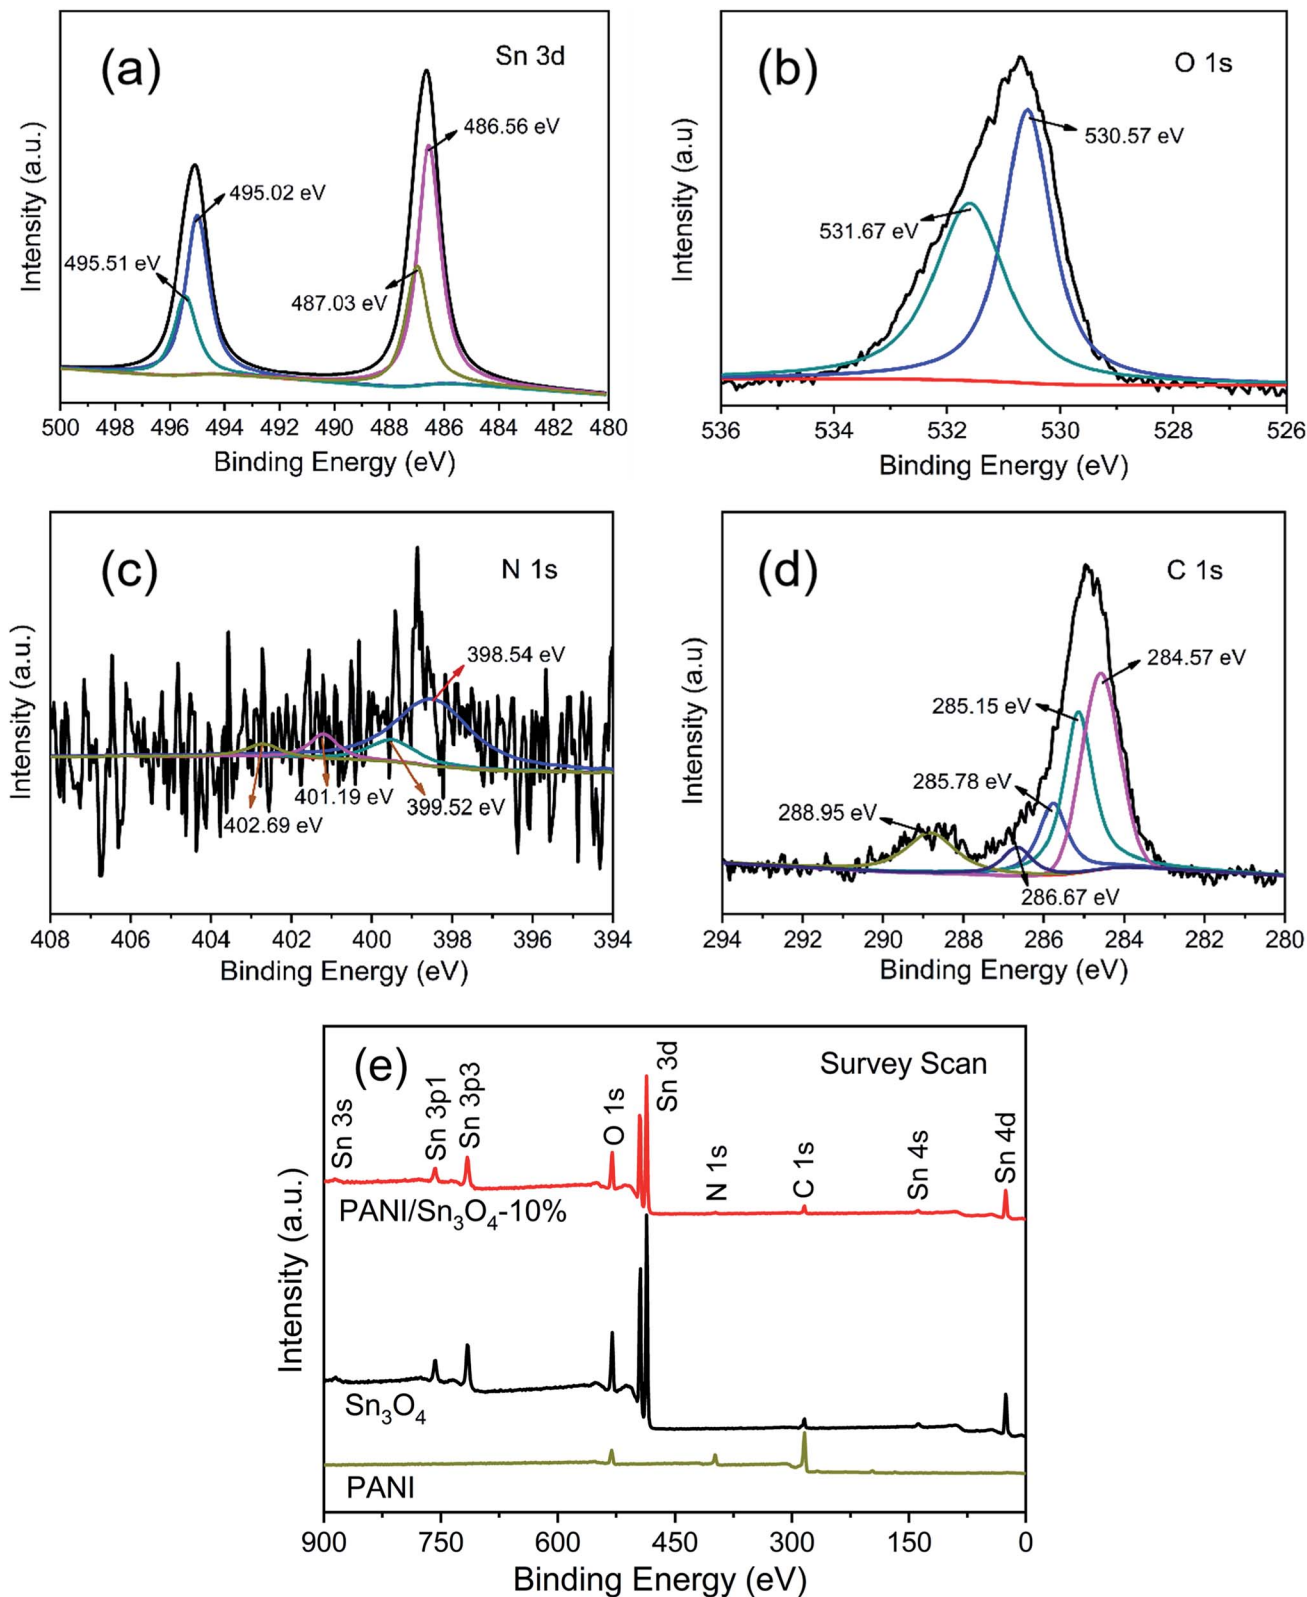 (a)
Sn 3d
486.56 eV
495.02 eV
495.51 eV
487.03 eV
Intensity (a.u.)
500 498 496 494 492 490 488 486 484 482 480
Binding Energy (eV)
(b)
O 1s
530.57 eV
531.67 eV
Intensity (a.u)
536 534 532 530 528 526
Binding Energy (eV)
(c)
N 1s
398.54 eV
401.19 eV
399.52 eV
402.69 eV
Intensity (a.u.)
408 406 404 402 400 398 396 394
Binding Energy (eV)
(d)
C 1s
284.57 eV
285.15 eV
285.78 eV
288.95 eV
286.67 eV
Intensity (a.u)
294 292 290 288 286 284 282 280
Binding Energy (eV)
(e)
Survey Scan
Sn 3s
Sn 3p1
Sn 3p3
O 1s
Sn 3d
N 1s
C 1s
Sn 4s
Sn 4d
PANI/Sn₃O₄-10%
Sn₃O₄
PANI
Intensity (a.u.)
900 750 600 450 300 150 0
Binding Energy (eV)